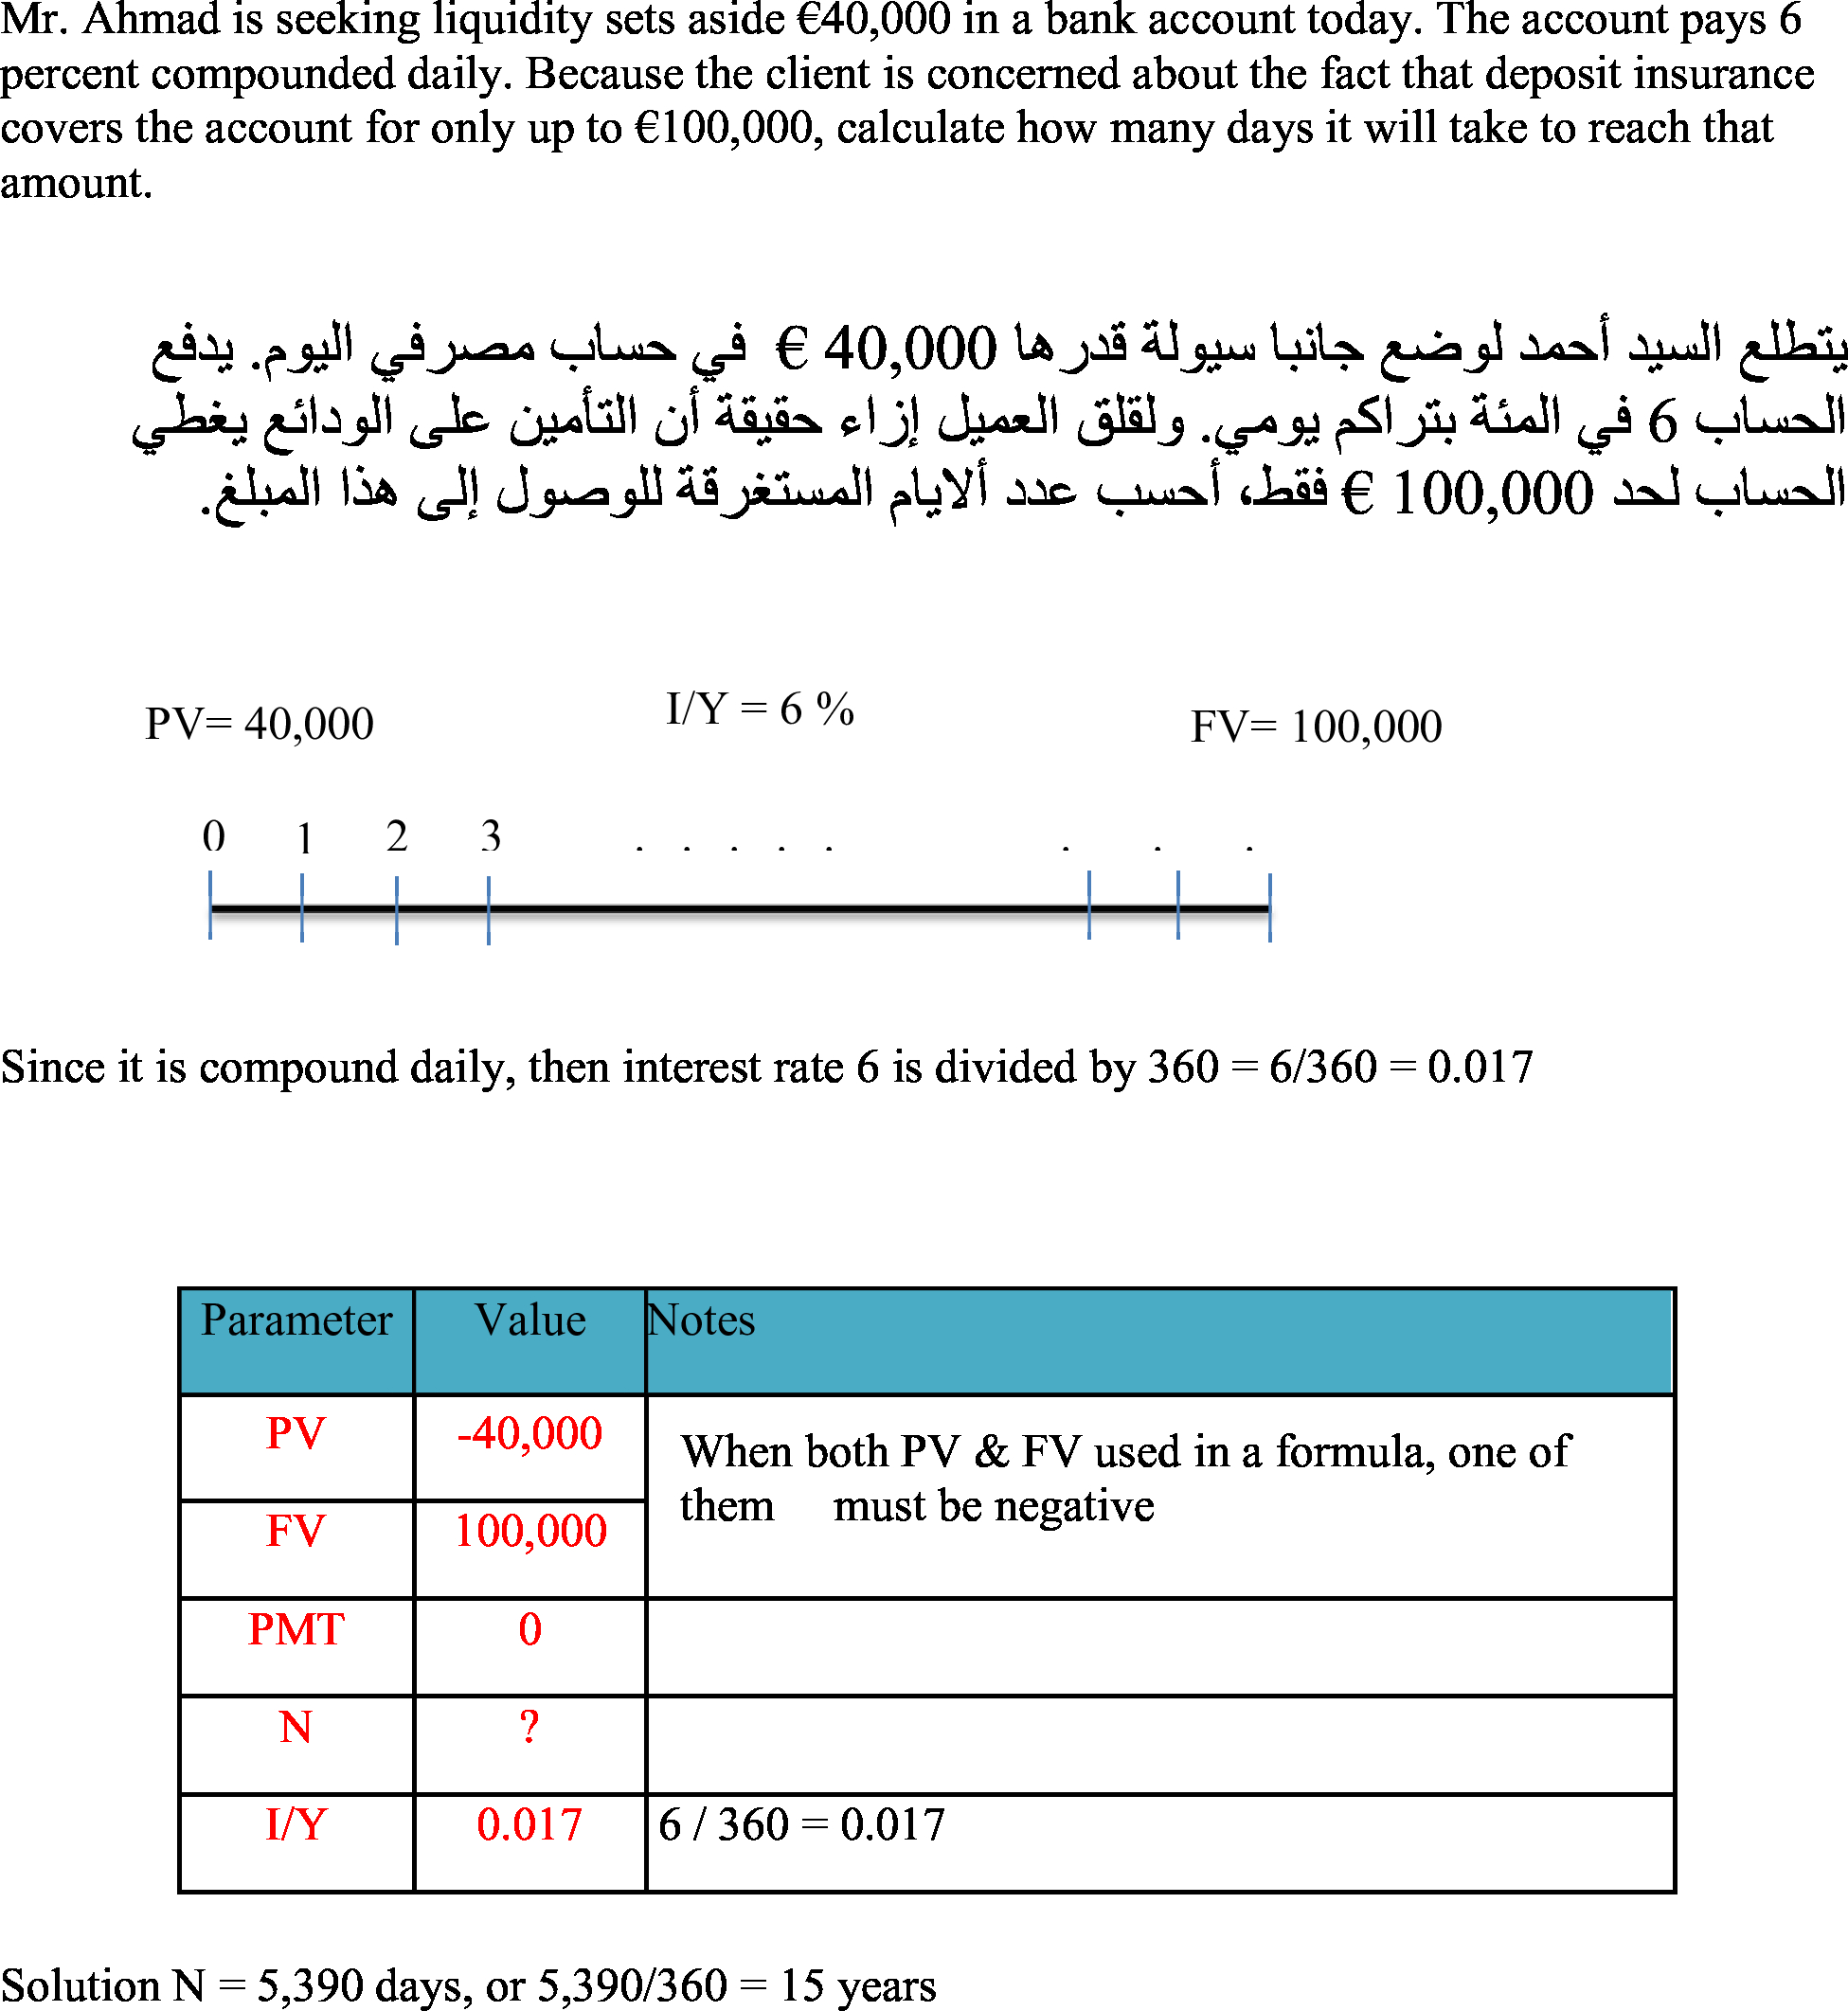 Mr. Ahmad is seeking liquidity sets aside €40,000 in a bank account today. The account pays 6
percent compounded daily. Because the client is concerned about the fact that deposit insurance
covers the account for only up to €100,000, calculate how many days it will take to reach that
amount.
يتطلع السيد أحمد لوضع جانبا سيولة قدرها 40,000 € في حساب مصرفي اليوم. يدفع
الحساب 6 في المئة بتراكم يومي. ولقلق العميل إزاء حقيقة أن التأمين على الودائع يغطي
الحساب لحد 100,000 € فقط، أحسب عدد ألايام المستغرقة للوصول إلى هذا المبلغ.
PV= 40,000 I/Y = 6 % FV= 100,000
0 1 2 3 . . . . . . . .
Since it is compound daily, then interest rate 6 is divided by 360 = 6/360 = 0.017
Parameter Value Notes
PV -40,000
When both PV & FV used in a formula, one of
them must be negative
FV 100,000
PMT 0
N ?
I/Y 0.017 6 / 360 = 0.017
Solution N = 5,390 days, or 5,390/360 = 15 years